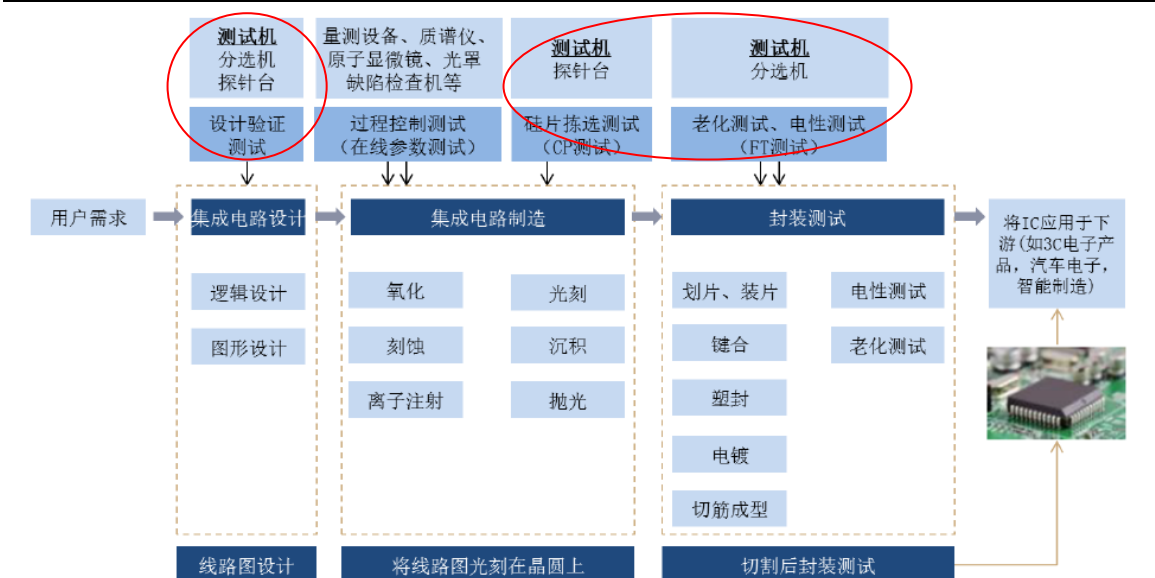 测试机
分选机
探针台
量测设备、质谱仪、
原子显微镜、光罩
缺陷检查机等
测试机
探针台
测试机
分选机
设计验证
测试
过程控制测试
（在线参数测试）
硅片拣选测试
（CP测试）
老化测试、电性测试
（FT测试）
用户需求
集成电路设计
集成电路制造
封装测试
将IC应用于下
游(如3C电子产
品，汽车电子，
智能制造)
逻辑设计
图形设计
氧化
光刻
刻蚀
沉积
离子注射
抛光
划片、装片
电性测试
键合
老化测试
塑封
电镀
切筋成型
线路图设计
将线路图光刻在晶圆上
切割后封装测试